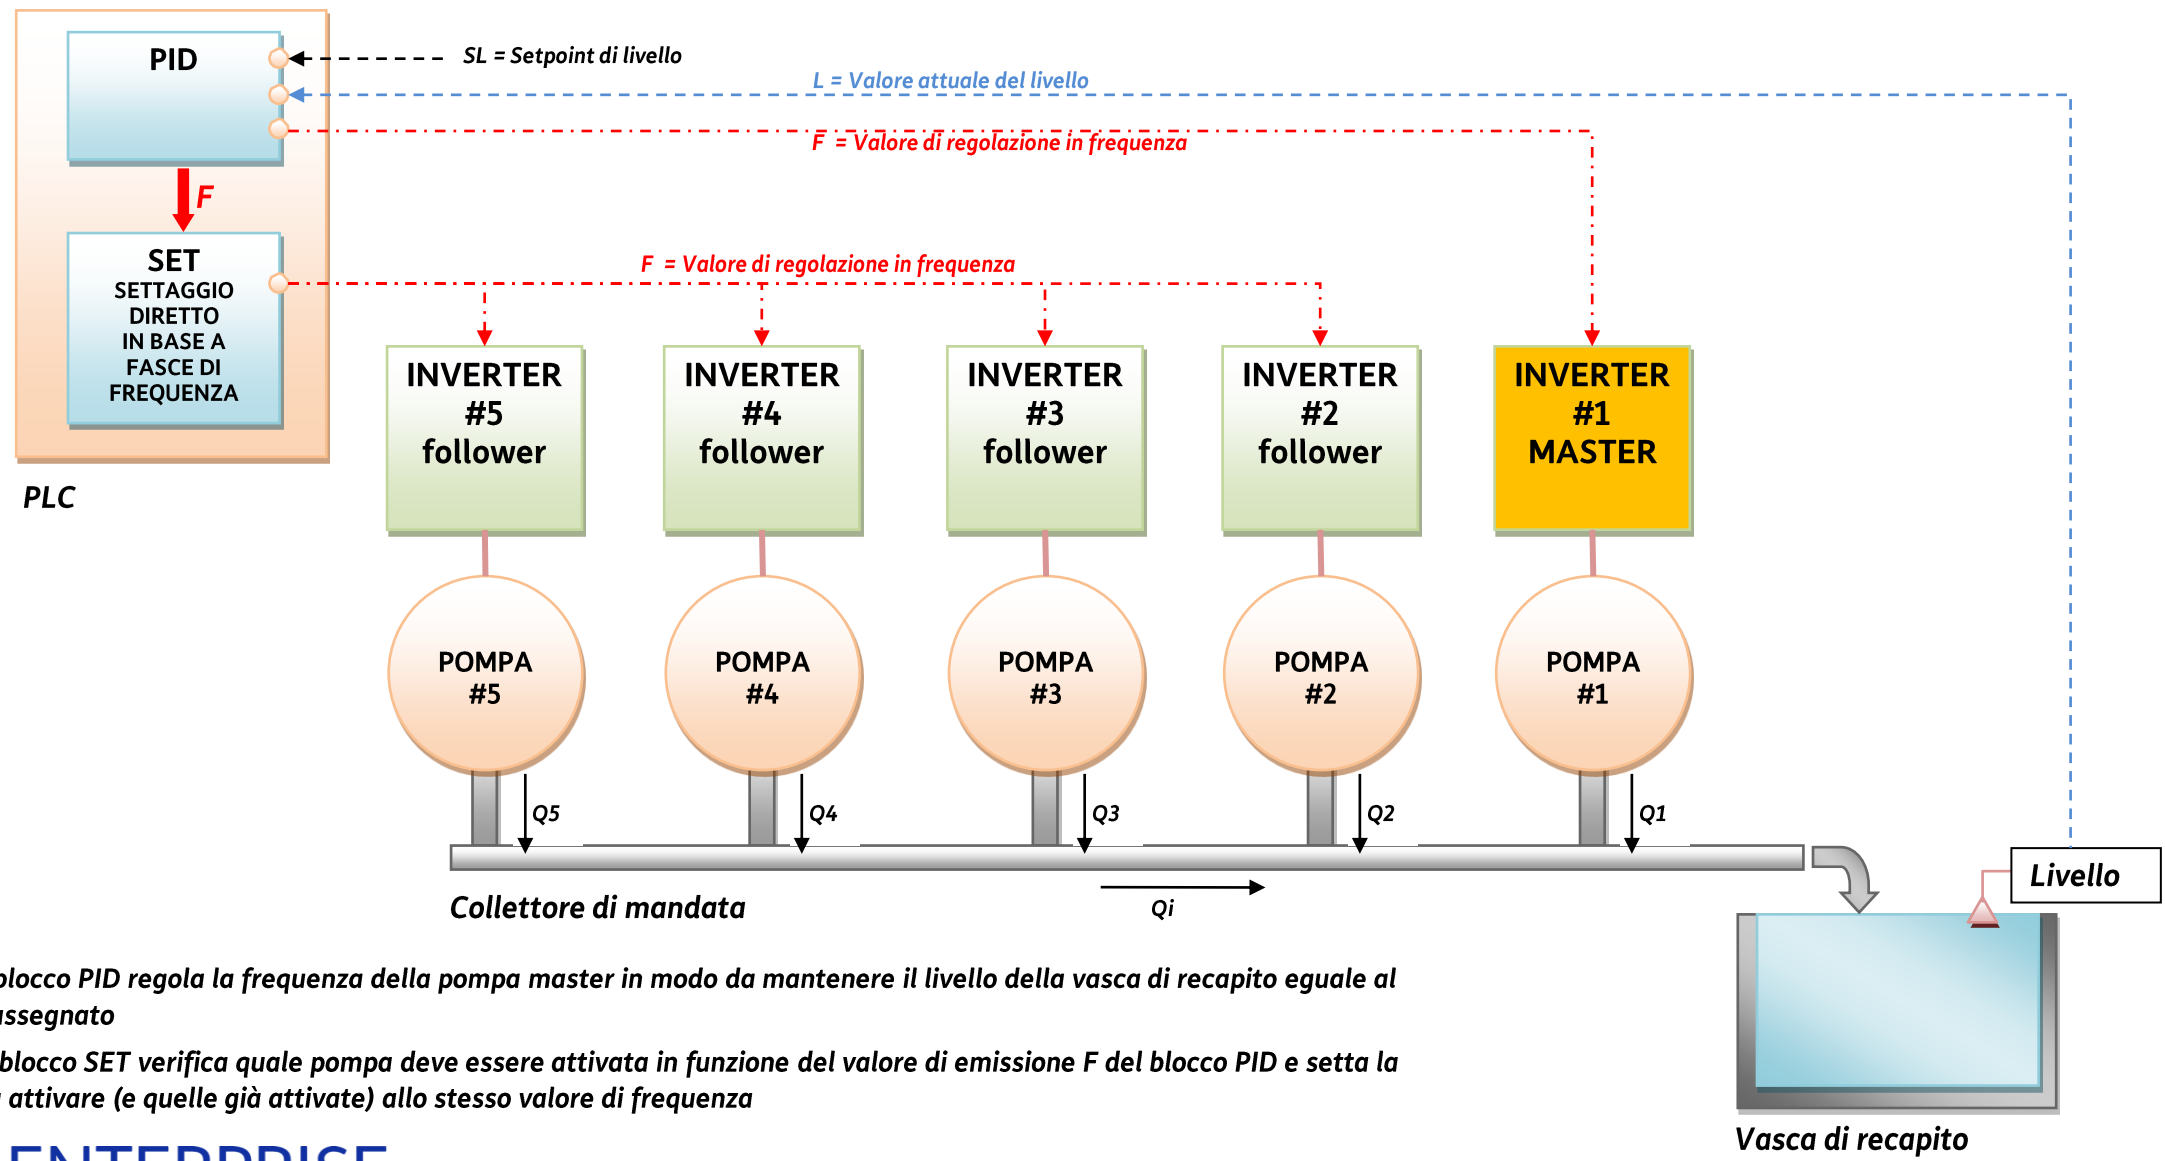 PID
SL = Setpoint di livello
L = Valore attuale del livello
F = Valore di regolazione in frequenza
F
SET
SETTAGGIO
DIRETTO
IN BASE A
FASCE DI
FREQUENZA
F = Valore di regolazione in frequenza
PLC
INVERTER
#5
follower
INVERTER
#4
follower
INVERTER
#3
follower
INVERTER
#2
follower
INVERTER
#1
MASTER
POMPA
#5
POMPA
#4
POMPA
#3
POMPA
#2
POMPA
#1
Q5
Q4
Q3
Q2
Q1
Collettore di mandata
Qi
Livello
Vasca di recapito
blocco PID regola la frequenza della pompa master in modo da mantenere il livello della vasca di recapito eguale al
assegnato
blocco SET verifica quale pompa deve essere attivata in funzione del valore di emissione F del blocco PID e setta la
attivare (e quelle già attivate) allo stesso valore di frequenza
ENTERPRISE